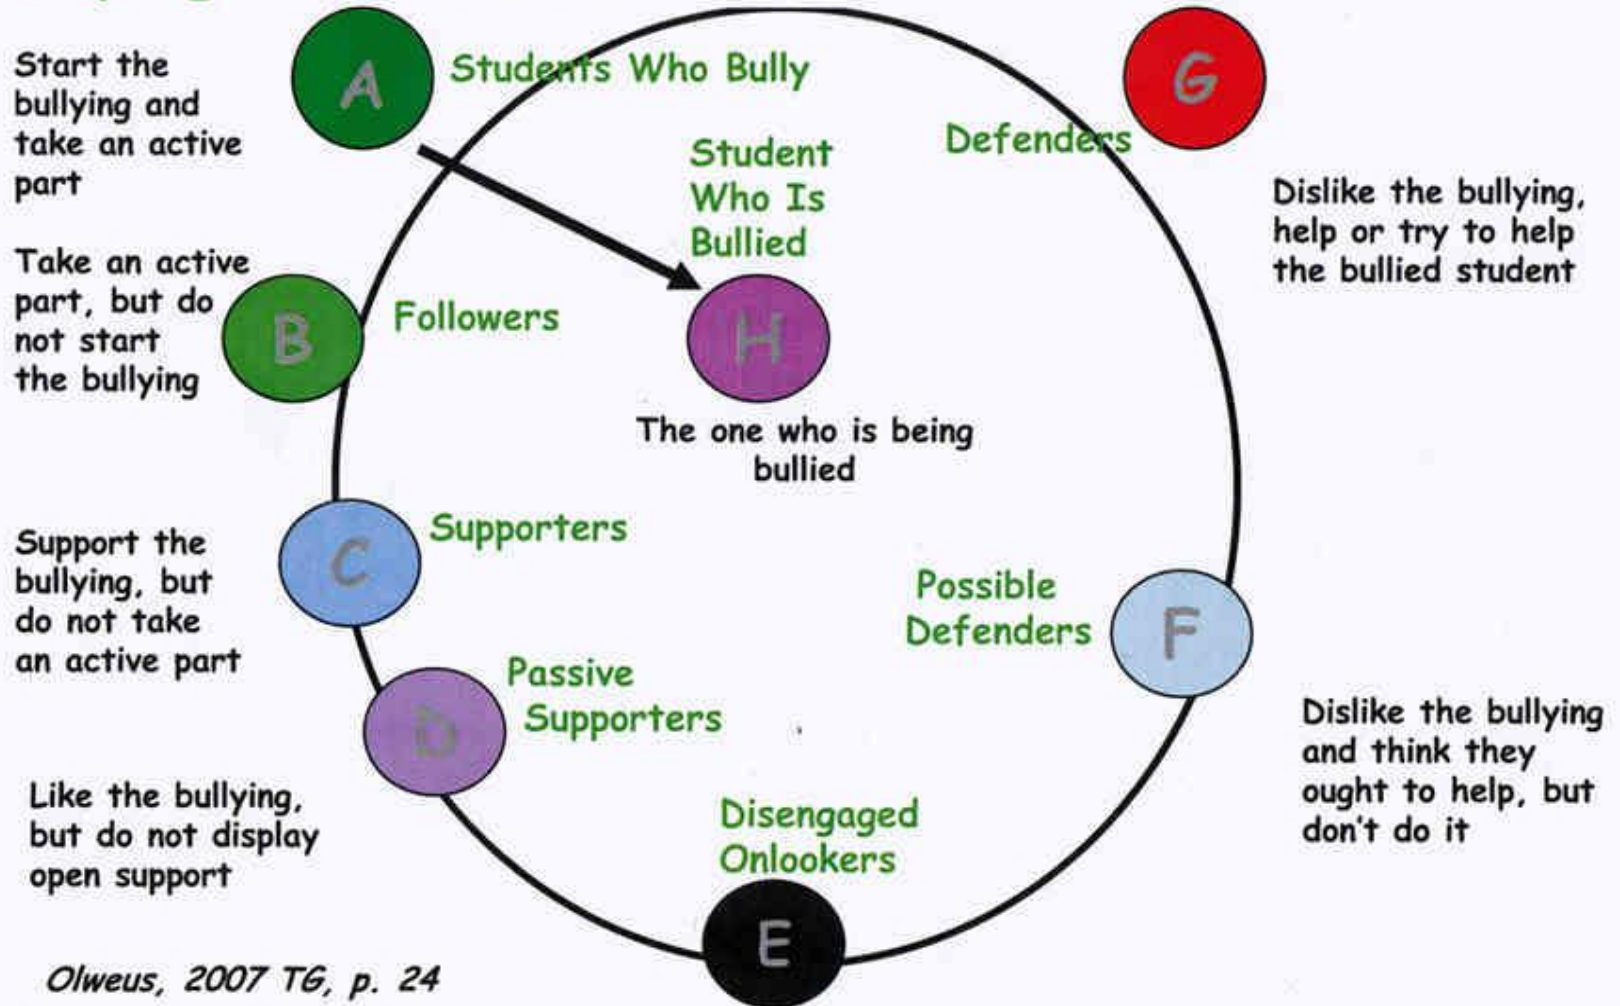 A
Students Who Bully
Start the
bullying and
take an active
part
G
Defenders
Dislike the bullying,
help or try to help
the bullied student
Student
Who Is
Bullied
H
The one who is being
bullied
Take an active
part, but do
not start
the bullying
B
Followers
Support the
bullying, but
do not take
an active part
C
Supporters
Possible
Defenders
F
Dislike the bullying
and think they
ought to help, but
don't do it
D
Passive
Supporters
Like the bullying,
but do not display
open support
Disengaged
Onlookers
E
Olweus, 2007 TG, p. 24